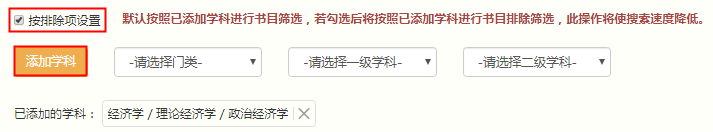 按排除项设置 默认按照已添加学科进行书目筛选，若勾选后将按照已添加学科进行书目排除筛选，此操作将使搜索速度降低。
添加学科 -请选择门类- -请选择一级学科- -请选择二级学科-
已添加的学科： 经济学 / 理论经济学 / 政治经济学